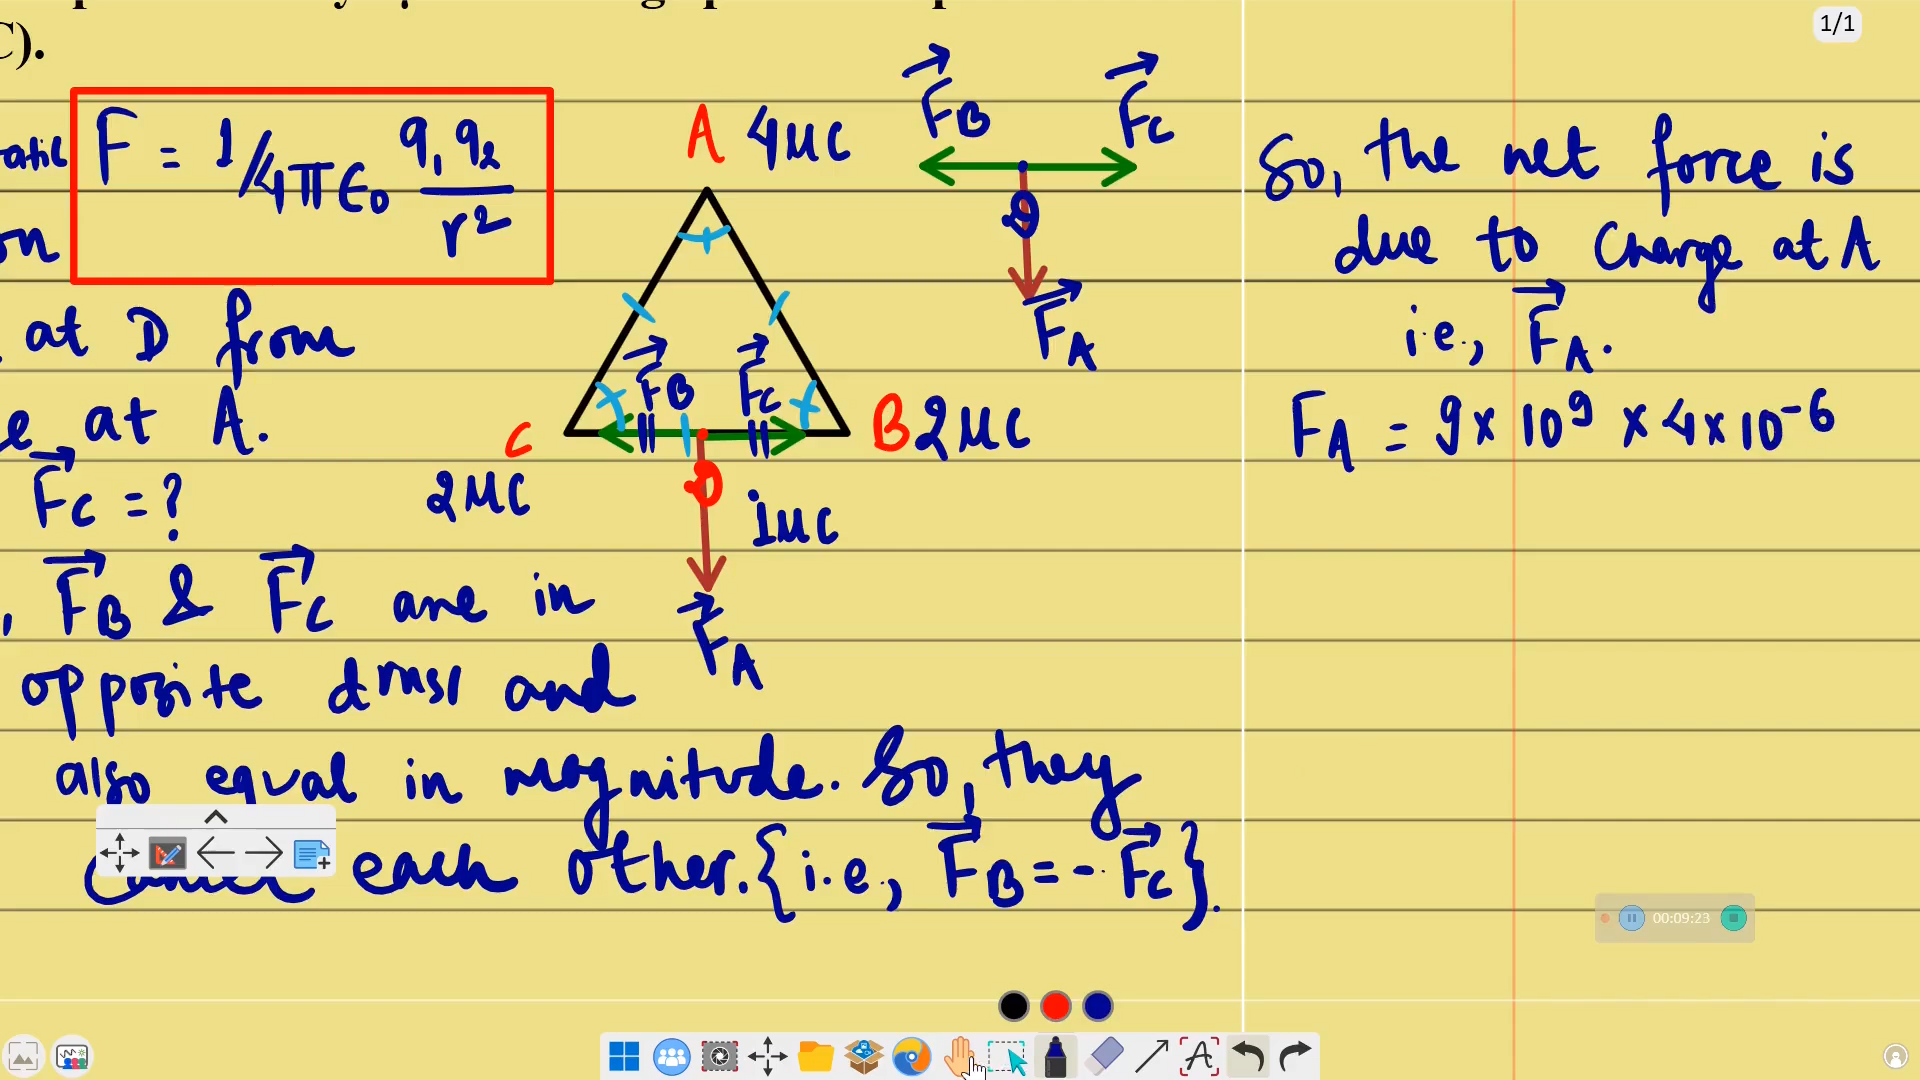 C).
F = 1/4πε₀ q₁q₂/r²
on
at D from
e at A.
F⃗C = ?
, F⃗B & F⃗C are in
opposite drnsl and
also equal in magnitude. So, they
each other. {i.e., F⃗B = - F⃗C}.
A 4μC
F⃗B F⃗C
D
F⃗A
F⃗B F⃗C
C B 2μC
2μC D 1μC
F⃗A
So, the net force is
due to charge at A
i.e., F⃗A.
FA = 9 × 10⁹ × 4 × 10⁻⁶
1/1
00:09:23